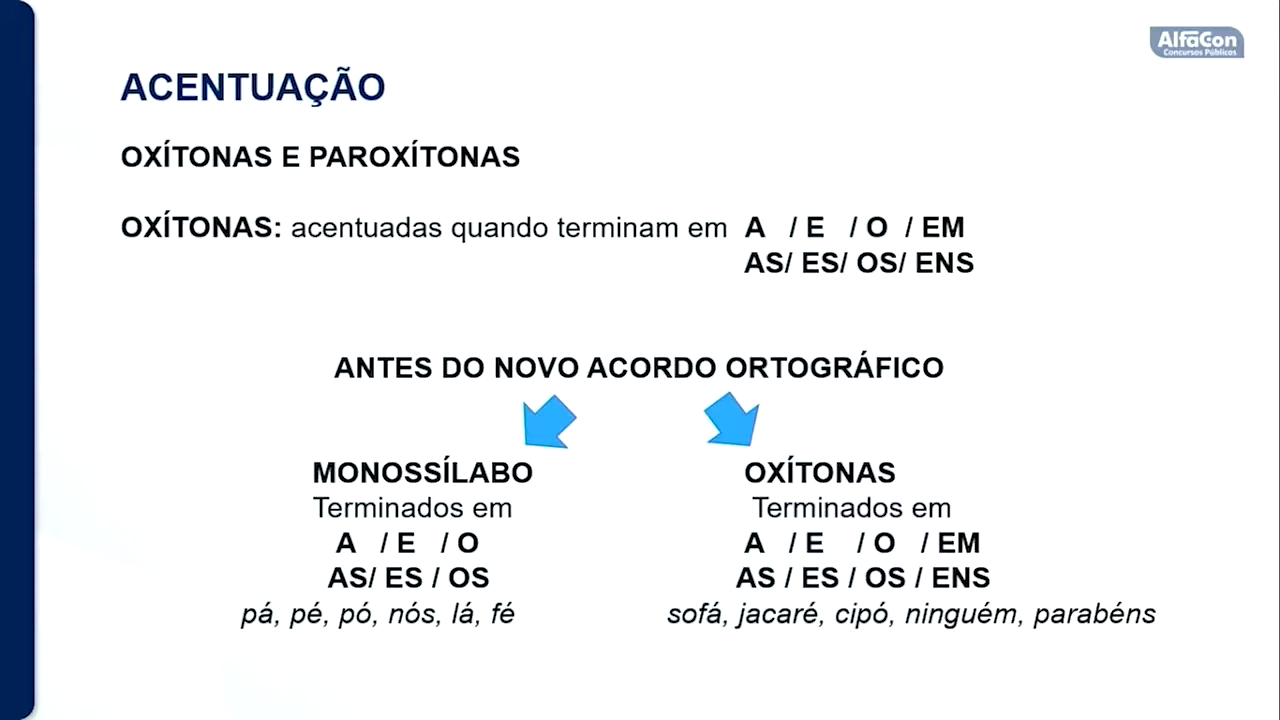 AlfaCon
Concursos Públicos
ACENTUAÇÃO
OXÍTONAS E PAROXÍTONAS
OXÍTONAS: acentuadas quando terminam em A / E / O / EM
AS/ ES/ OS/ ENS
ANTES DO NOVO ACORDO ORTOGRÁFICO
MONOSSÍLABO
Terminados em
A / E / O
AS/ ES / OS
pá, pé, pó, nós, lá, fé
OXÍTONAS
Terminados em
A / E / O / EM
AS / ES / OS / ENS
sofá, jacaré, cipó, ninguém, parabéns